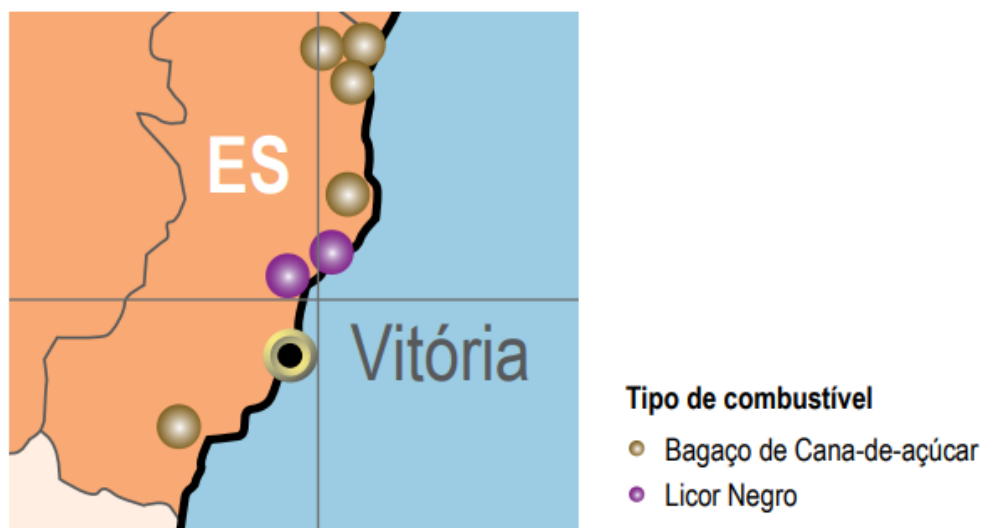 ES
Vitória
Tipo de combustível
Bagaço de Cana-de-açúcar
Licor Negro